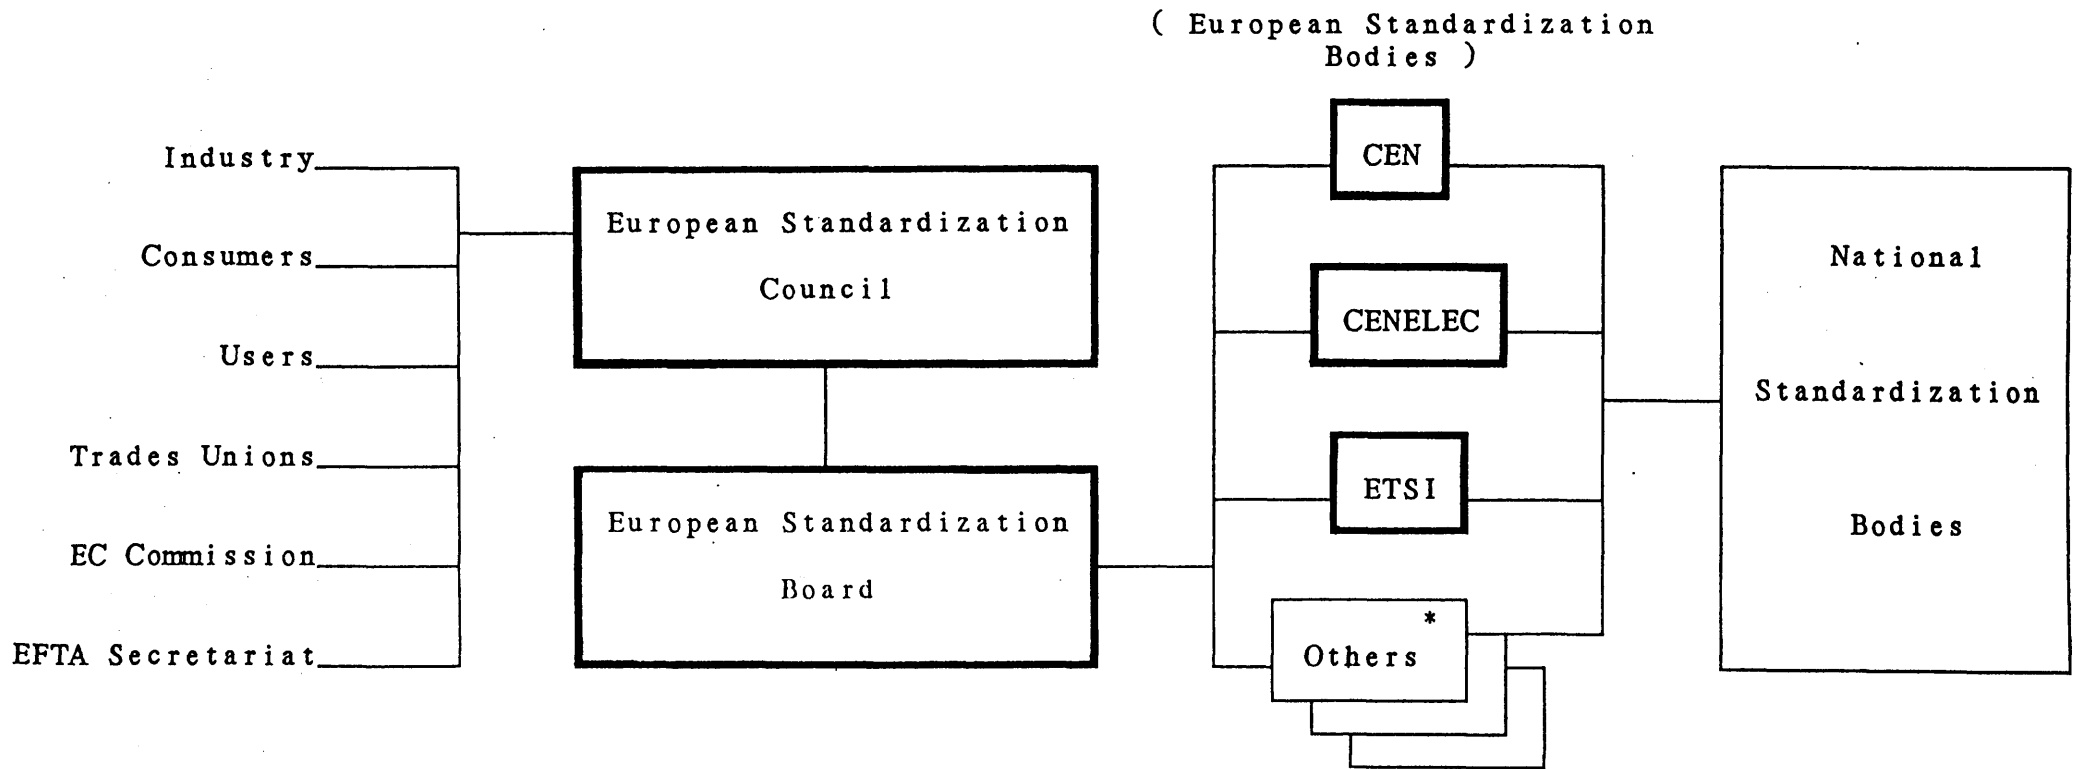 ( European Standardization
Bodies )
Industry
Consumers
Users
Trades Unions
EC Commission
EFTA Secretariat
European Standardization
Council
European Standardization
Board
CEN
CENELEC
ETSI
*
Others
National
Standardization
Bodies